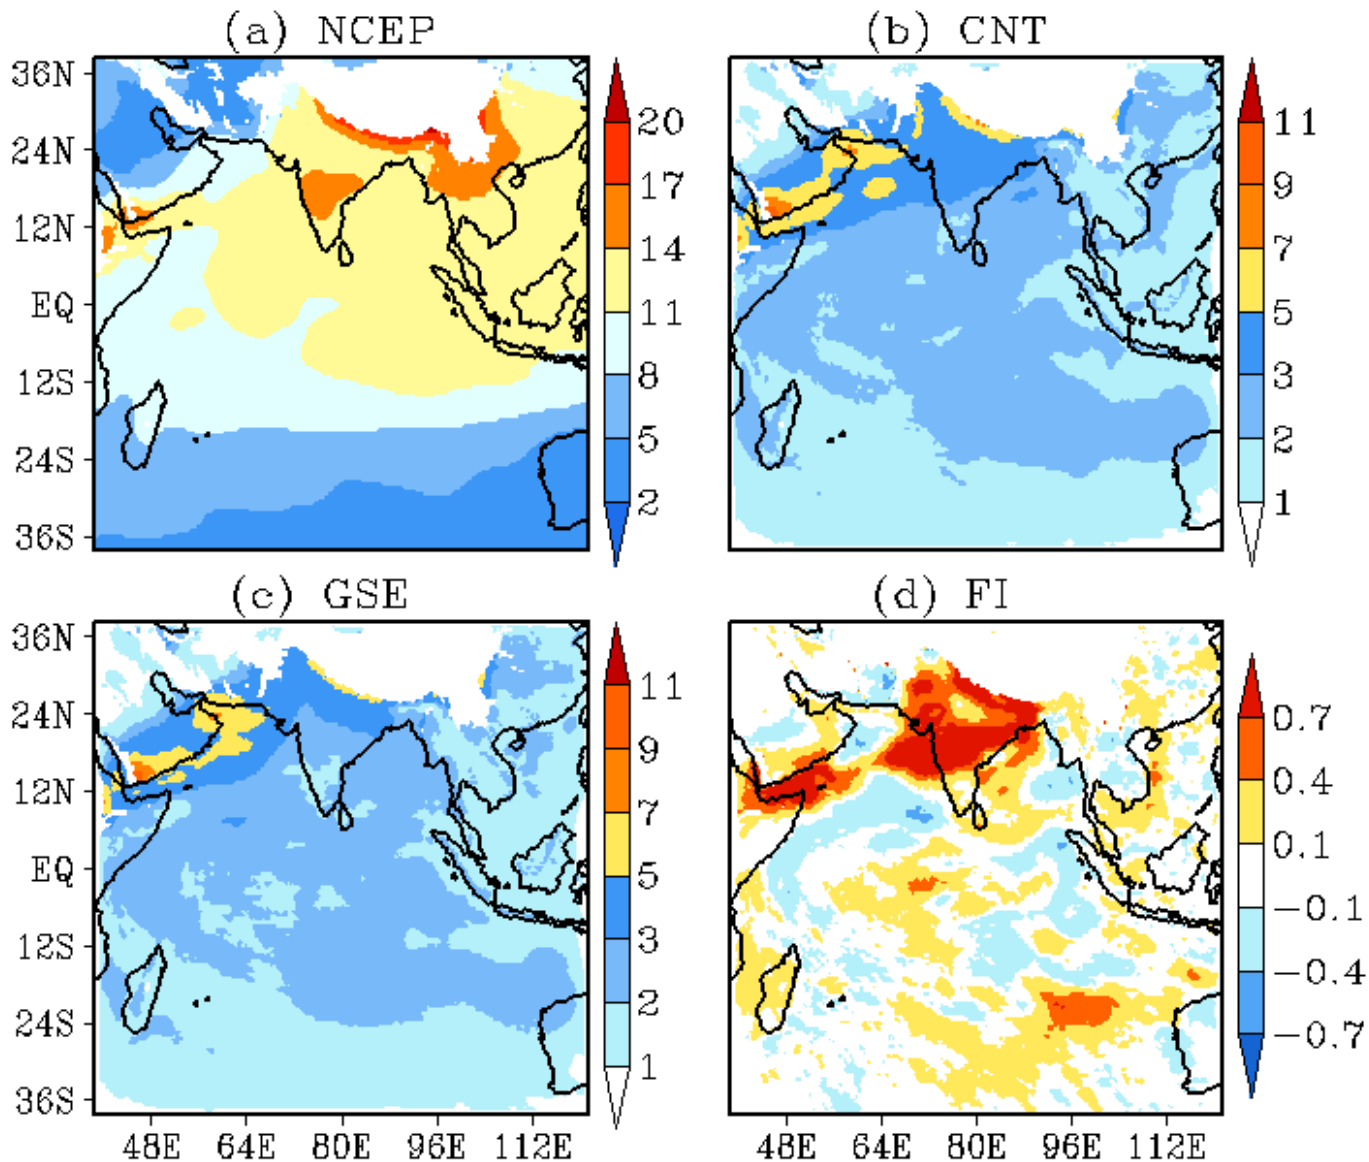 (a) NCEP
(b) CNT
36N
24N
12N
EQ
12S
24S
36S
20
17
14
11
8
5
2
11
9
7
5
3
2
1
(c) GSE
(d) FI
36N
24N
12N
EQ
12S
24S
36S
11
9
7
5
3
2
1
0.7
0.4
0.1
−0.1
−0.4
−0.7
48E 64E 80E 96E 112E
48E 64E 80E 96E 112E